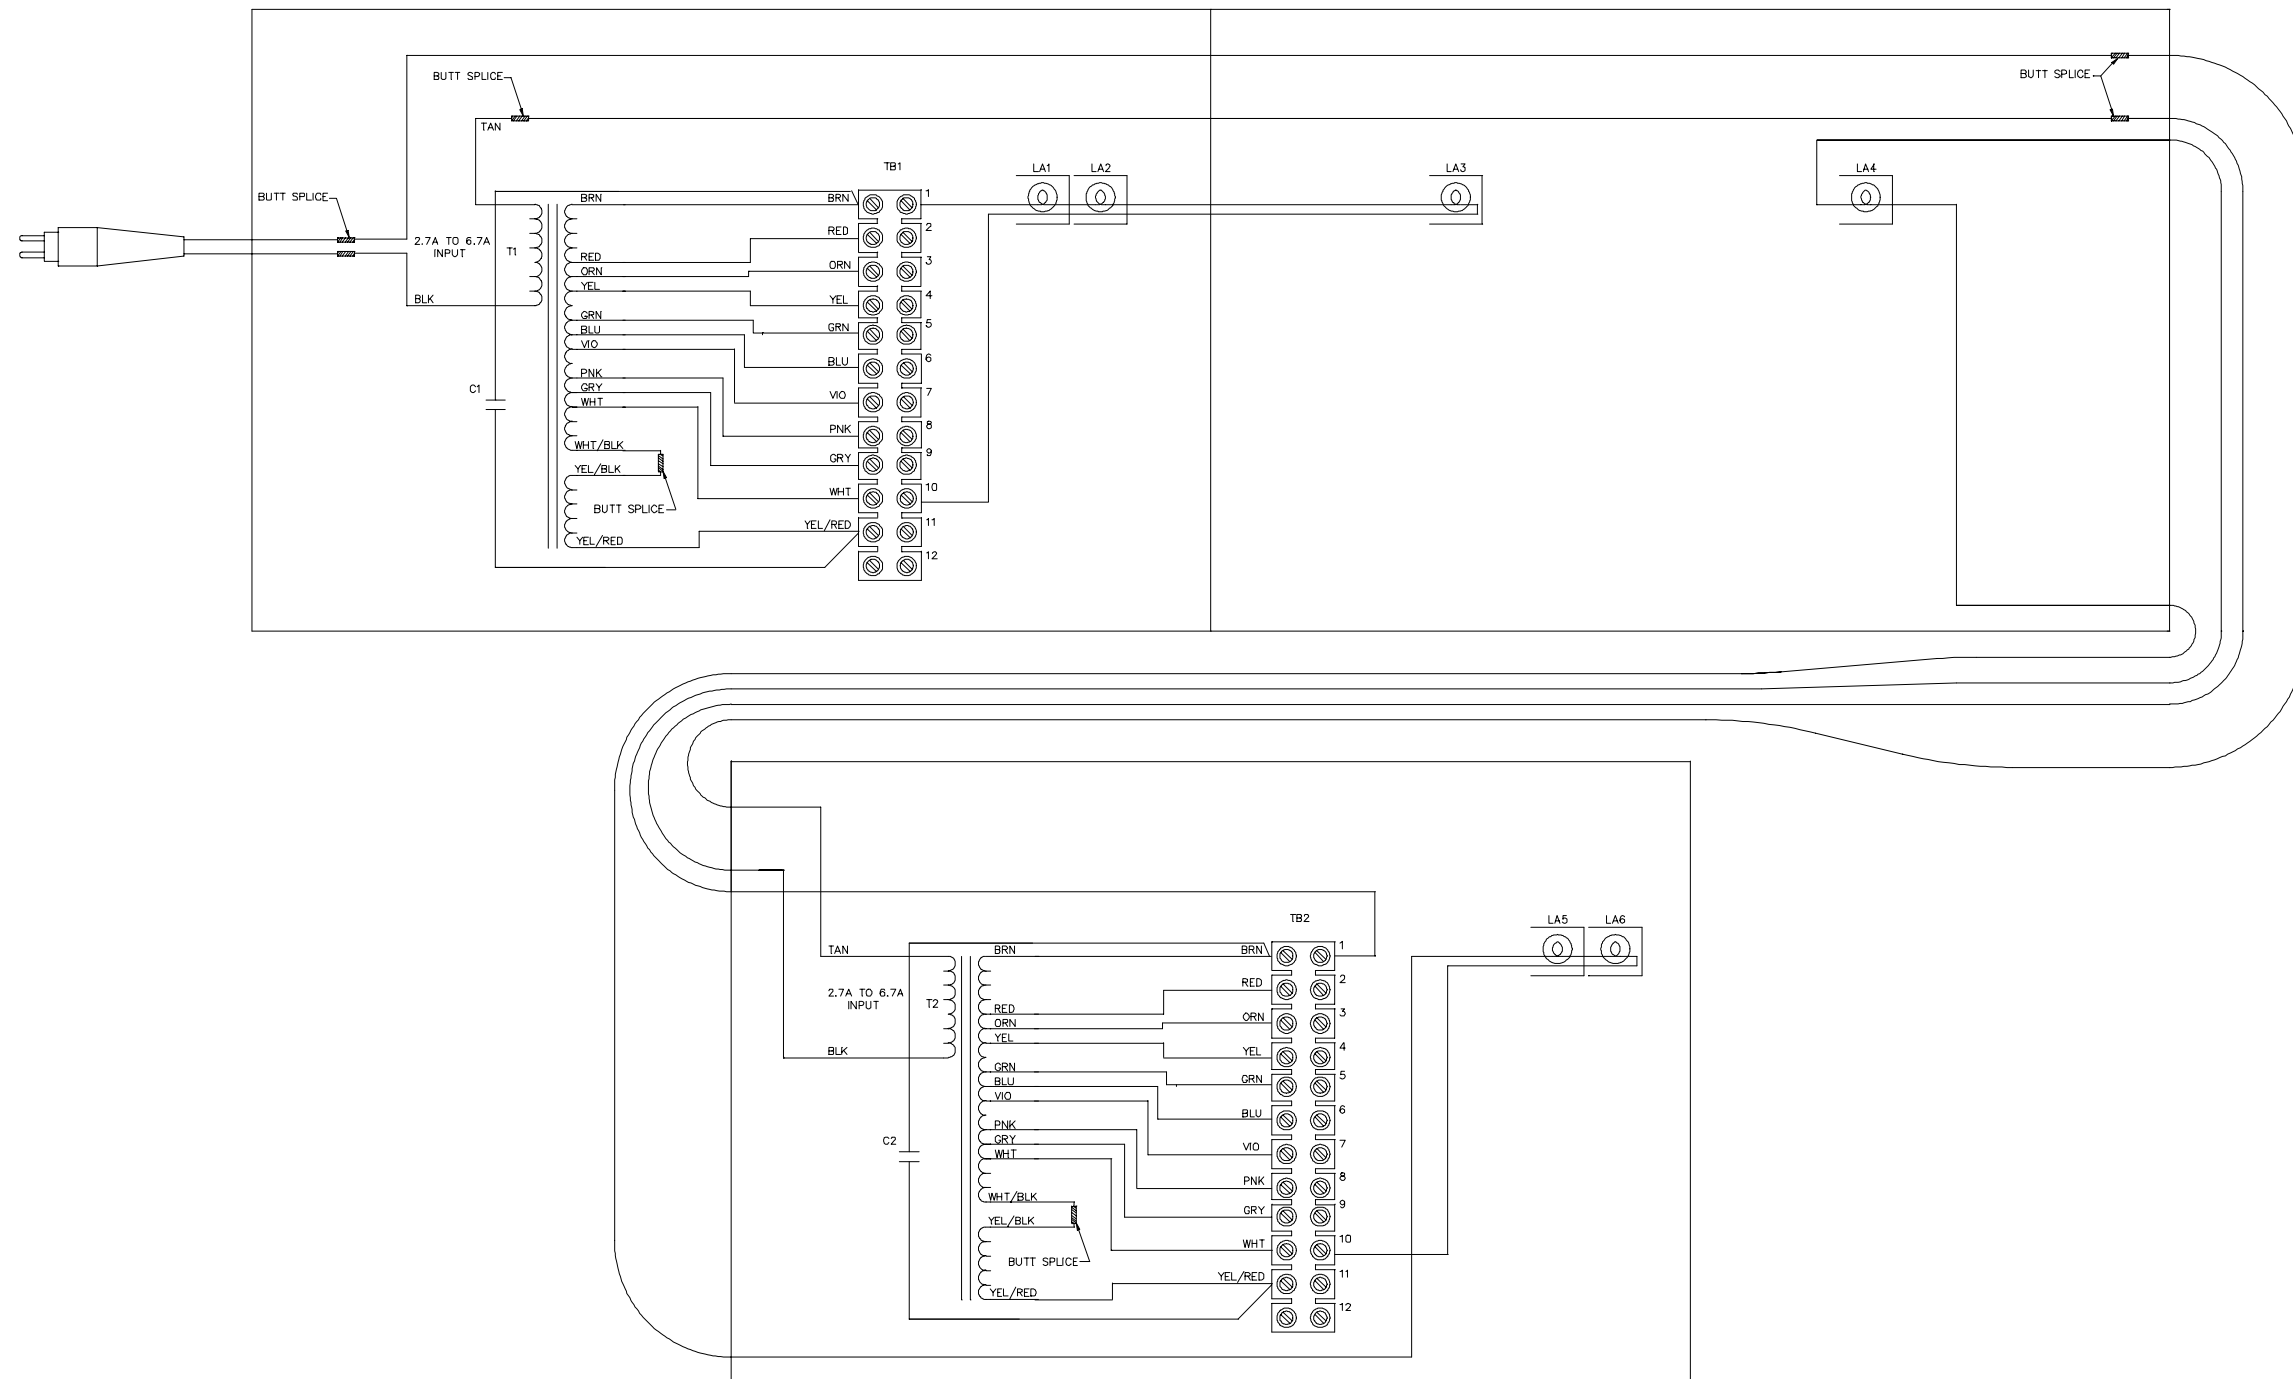 BUTT SPLICE
BUTT SPLICE
TAN
TB1
LA1
LA2
LA3
LA4
BUTT SPLICE
BRN
BRN
1
2.7A TO 6.7A
INPUT
T1
RED
2
RED
ORN
ORN
3
YEL
YEL
4
BLK
GRN
GRN
5
BLU
BLU
6
VIO
VIO
7
PNK
PNK
8
C1
GRY
GRY
9
WHT
WHT
10
WHT/BLK
YEL/BLK
BUTT SPLICE
YEL/RED
YEL/RED
11
12
TB2
LA5
LA6
TAN
BRN
BRN
1
2.7A TO 6.7A
INPUT
T2
RED
RED
2
ORN
ORN
3
YEL
YEL
4
BLK
GRN
GRN
5
BLU
BLU
6
VIO
VIO
7
PNK
PNK
8
C2
GRY
GRY
9
WHT
WHT
10
WHT/BLK
YEL/BLK
BUTT SPLICE
YEL/RED
YEL/RED
11
12